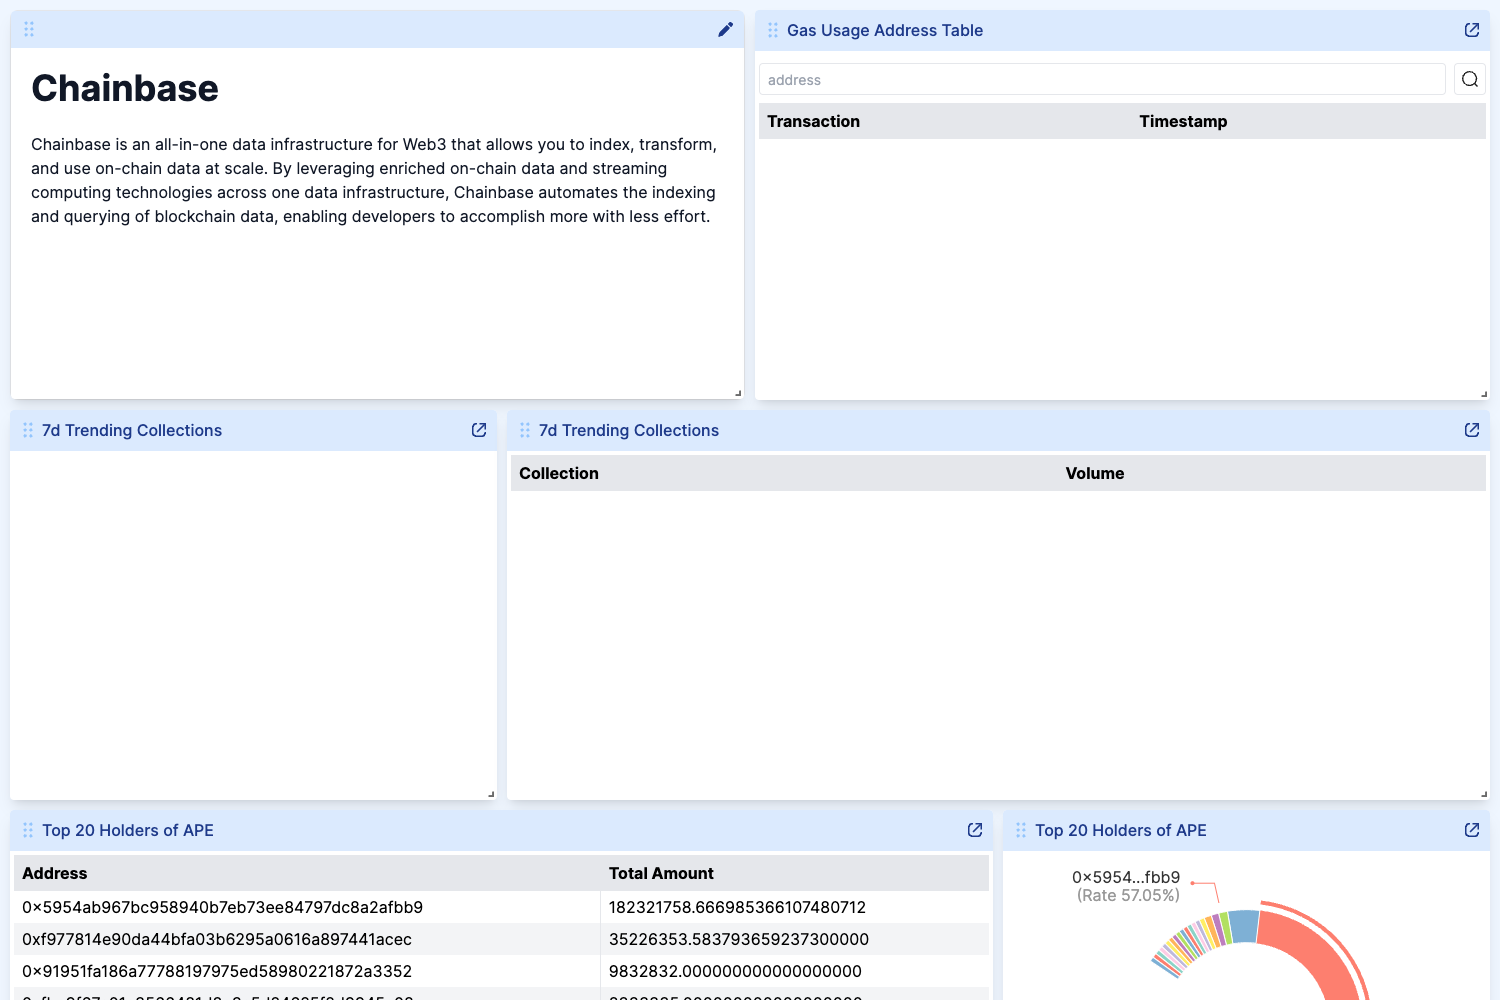 Chainbase
Chainbase is an all-in-one data infrastructure for Web3 that allows you to index, transform,
and use on-chain data at scale. By leveraging enriched on-chain data and streaming
computing technologies across one data infrastructure, Chainbase automates the indexing
and querying of blockchain data, enabling developers to accomplish more with less effort.
Gas Usage Address Table
address
Transaction Timestamp
7d Trending Collections
7d Trending Collections
Collection Volume
Top 20 Holders of APE
Address Total Amount
0x5954ab967bc958940b7eb73ee84797dc8a2afbb9 182321758.666985366107480712
0xf977814e90da44bfa03b6295a0616a897441acec 35226353.583793659237300000
0x91951fa186a77788197975ed58980221872a3352 9832832.000000000000000000
Top 20 Holders of APE
0x5954...fbb9
(Rate 57.05%)